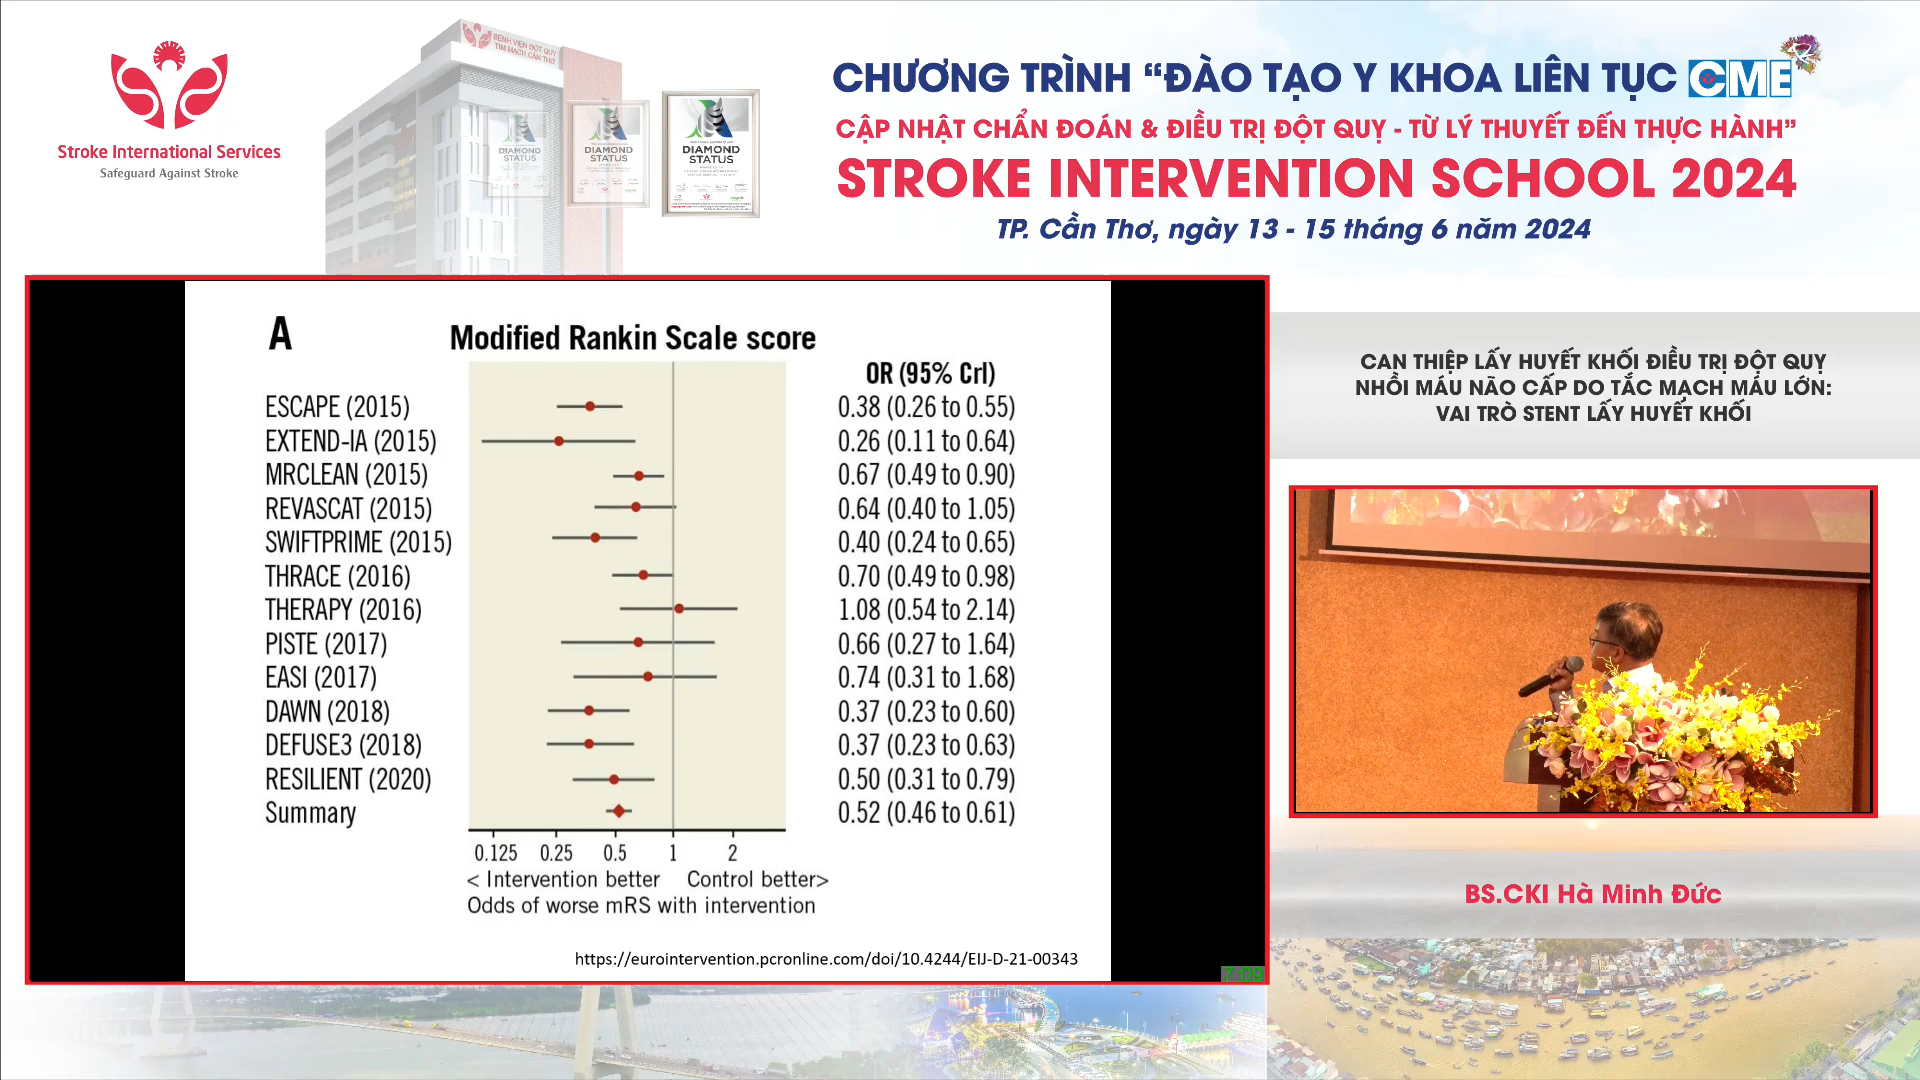 Stroke International Services
Safeguard Against Stroke
BỆNH VIỆN ĐỘT QUỴ
TIM MẠCH CẦN THƠ
DIAMOND
STATUS
DIAMOND
STATUS
DIAMOND
STATUS
CHƯƠNG TRÌNH “ĐÀO TẠO Y KHOA LIÊN TỤC CME
CẬP NHẬT CHẨN ĐOÁN & ĐIỀU TRỊ ĐỘT QUỴ - TỪ LÝ THUYẾT ĐẾN THỰC HÀNH”
STROKE INTERVENTION SCHOOL 2024
TP. Cần Thơ, ngày 13 - 15 tháng 6 năm 2024
A
Modified Rankin Scale score
OR (95% CrI)
ESCAPE (2015) 0.38 (0.26 to 0.55)
EXTEND-IA (2015) 0.26 (0.11 to 0.64)
MRCLEAN (2015) 0.67 (0.49 to 0.90)
REVASCAT (2015) 0.64 (0.40 to 1.05)
SWIFTPRIME (2015) 0.40 (0.24 to 0.65)
THRACE (2016) 0.70 (0.49 to 0.98)
THERAPY (2016) 1.08 (0.54 to 2.14)
PISTE (2017) 0.66 (0.27 to 1.64)
EASI (2017) 0.74 (0.31 to 1.68)
DAWN (2018) 0.37 (0.23 to 0.60)
DEFUSE3 (2018) 0.37 (0.23 to 0.63)
RESILIENT (2020) 0.50 (0.31 to 0.79)
Summary 0.52 (0.46 to 0.61)
0.125 0.25 0.5 1 2
< Intervention better Control better>
Odds of worse mRS with intervention
https://eurointervention.pcronline.com/doi/10.4244/EIJ-D-21-00343
7:09
CAN THIỆP LẤY HUYẾT KHỐI ĐIỀU TRỊ ĐỘT QUỴ
NHỒI MÁU NÃO CẤP DO TẮC MẠCH MÁU LỚN:
VAI TRÒ STENT LẤY HUYẾT KHỐI
BS.CKI Hà Minh Đức